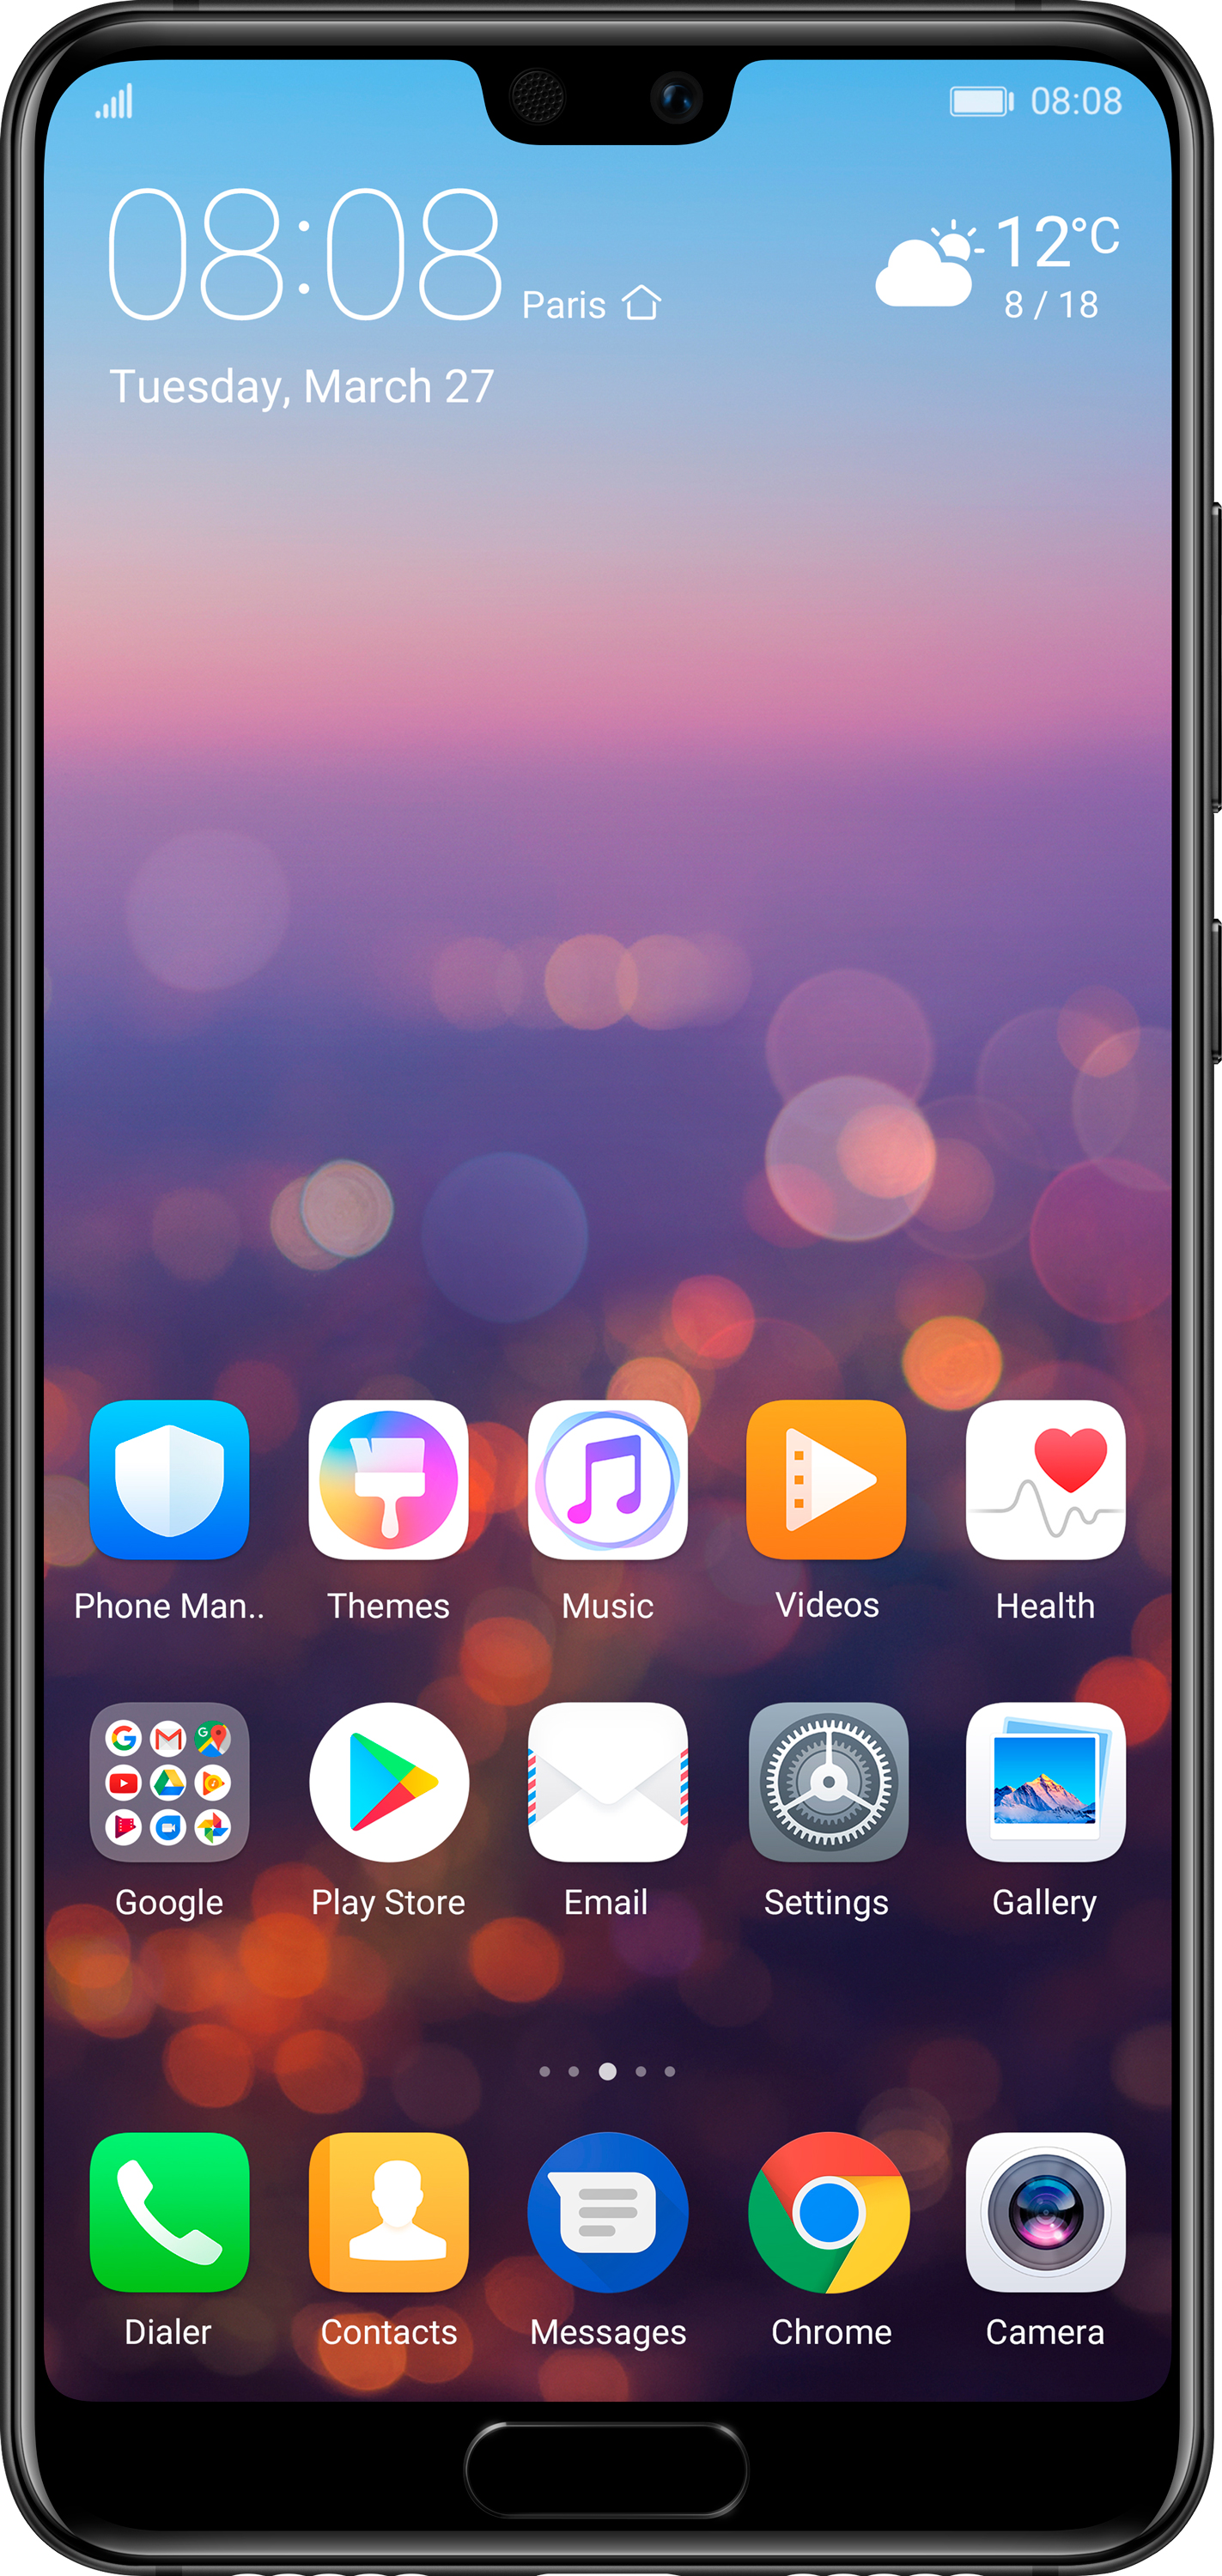 08:08
08:08 Paris
12°C
8 / 18
Tuesday, March 27
Phone Man.. Themes Music Videos Health
Google Play Store Email Settings Gallery
Dialer Contacts Messages Chrome Camera